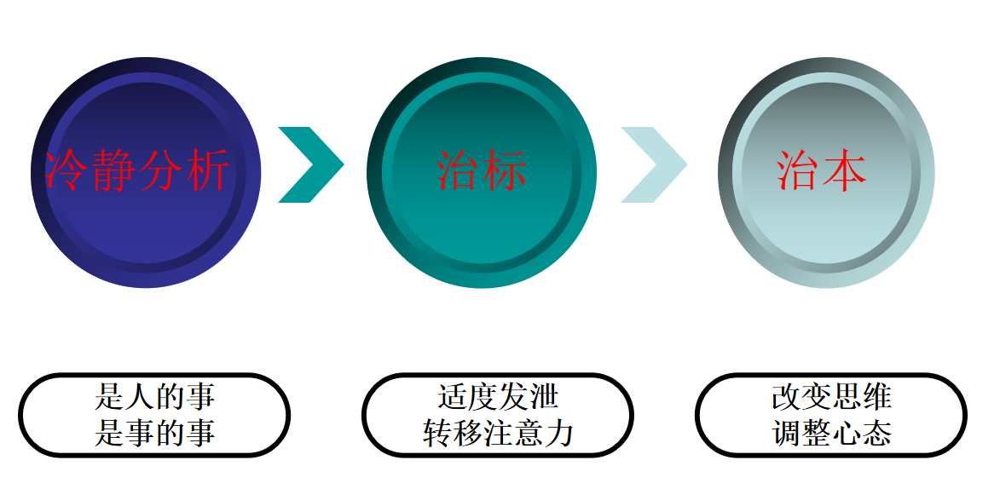 冷静分析
治标
治本
是人的事
是事的事
适度发泄
转移注意力
改变思维
调整心态